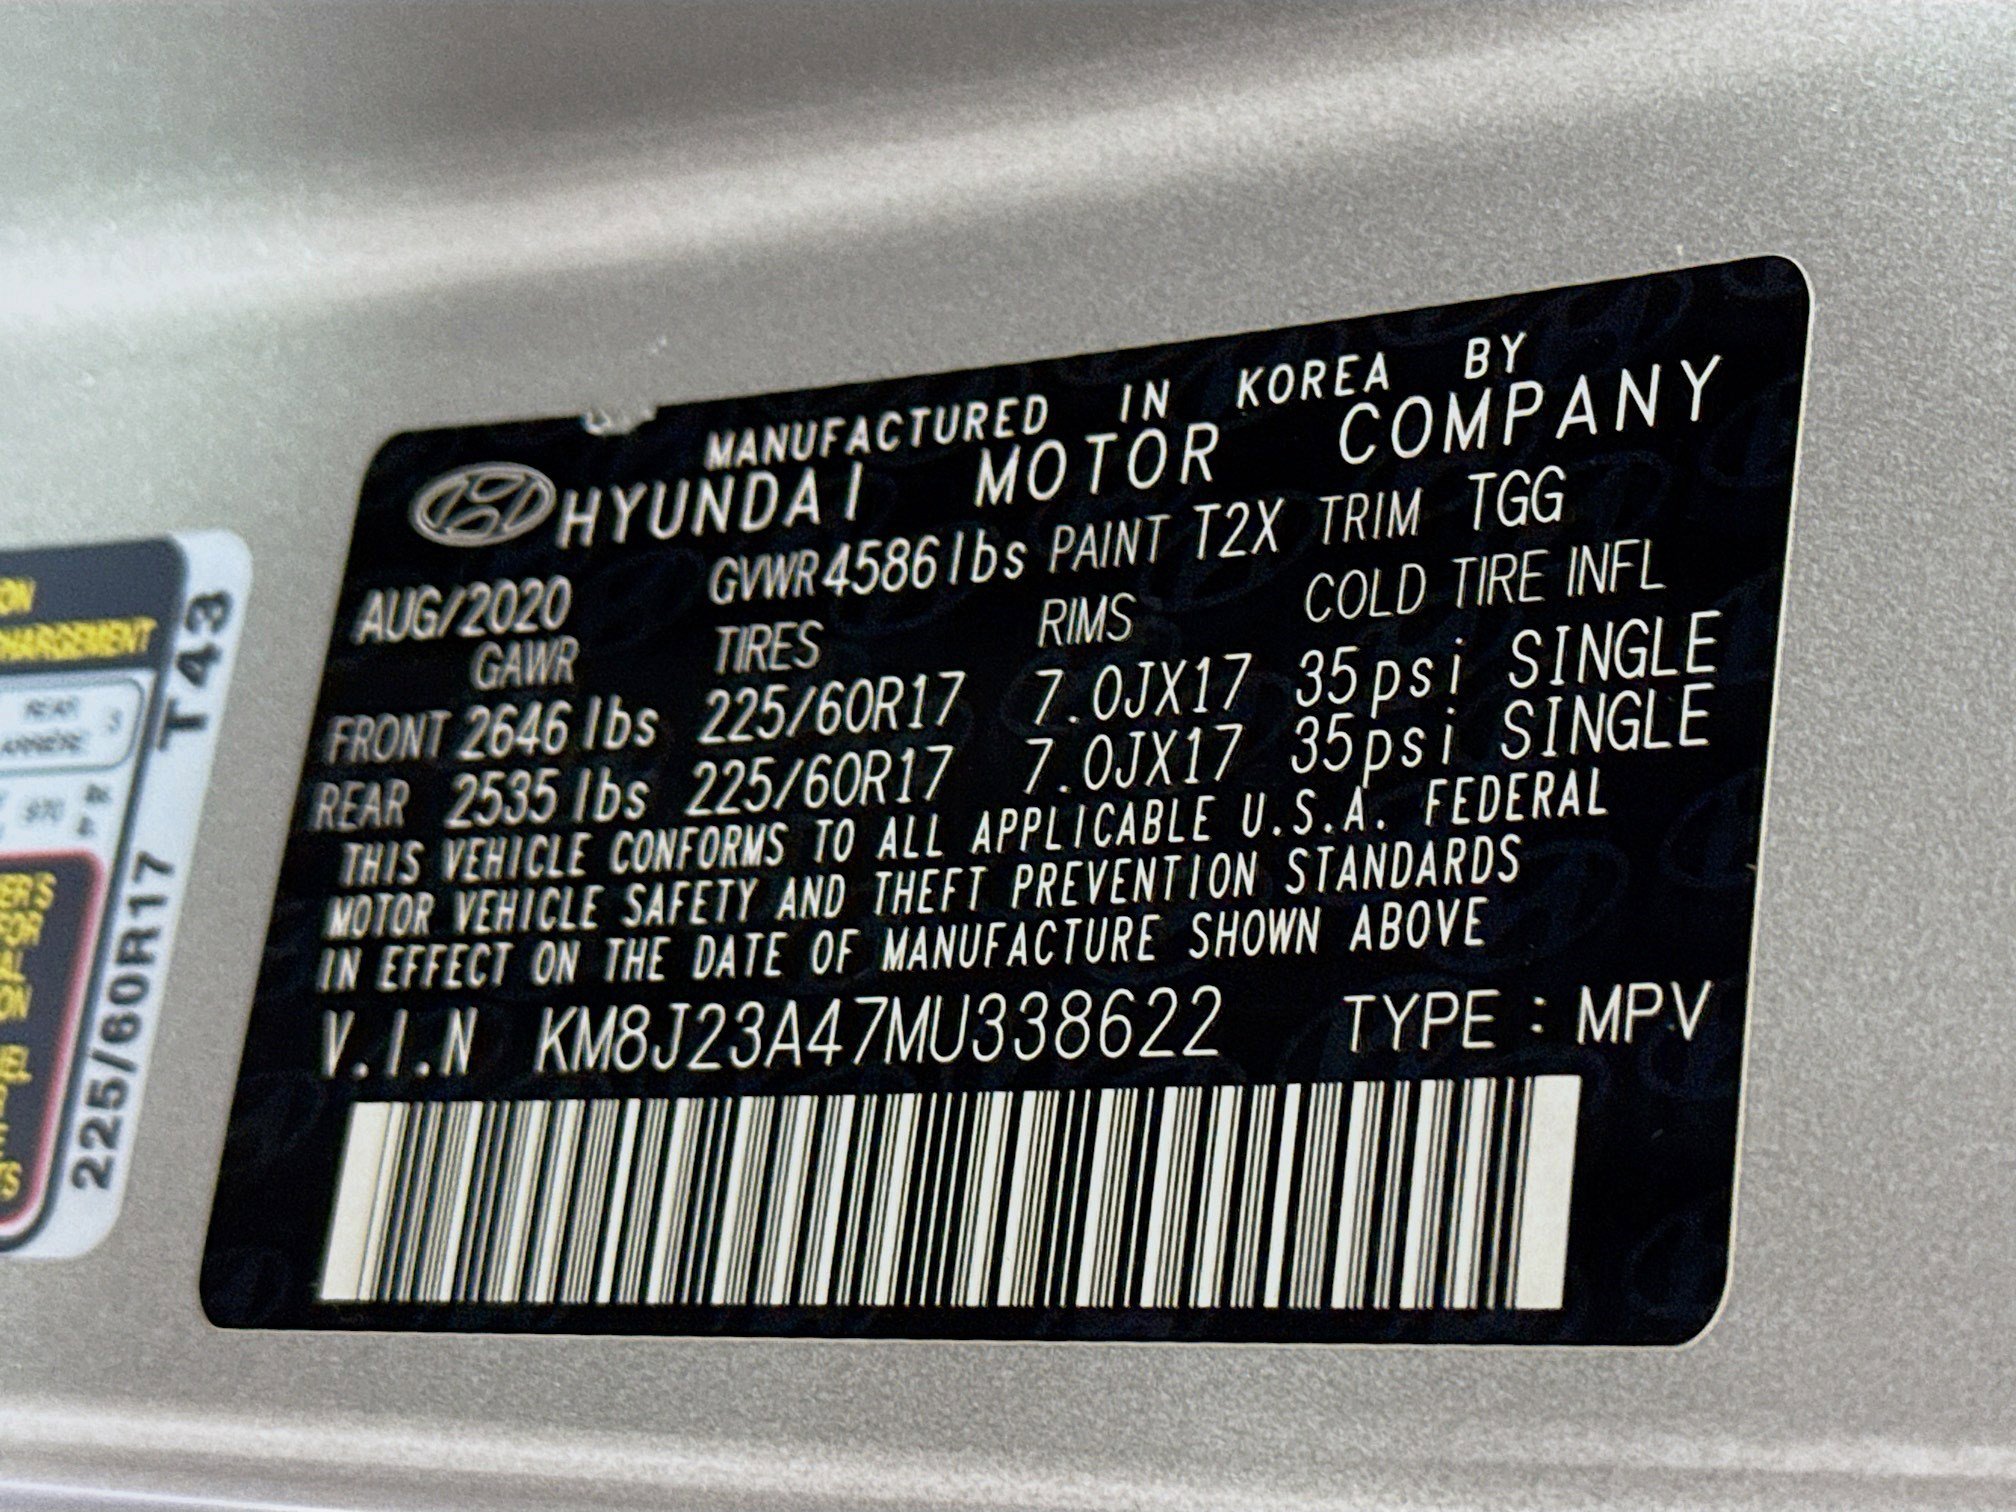 MANUFACTURED IN KOREA BY
HYUNDAI MOTOR COMPANY
AUG/2020 GVWR 4586 lbs PAINT T2X TRIM TGG
GAWR TIRES RIMS COLD TIRE INFL
FRONT 2646 lbs 225/60R17 7.0JX17 35psi SINGLE
REAR 2535 lbs 225/60R17 7.0JX17 35psi SINGLE
THIS VEHICLE CONFORMS TO ALL APPLICABLE U.S.A. FEDERAL
MOTOR VEHICLE SAFETY AND THEFT PREVENTION STANDARDS
IN EFFECT ON THE DATE OF MANUFACTURE SHOWN ABOVE
V.I.N KM8J23A47MU338622 TYPE : MPV
T43
225/60R17
REAR 3
ARRIÈRE